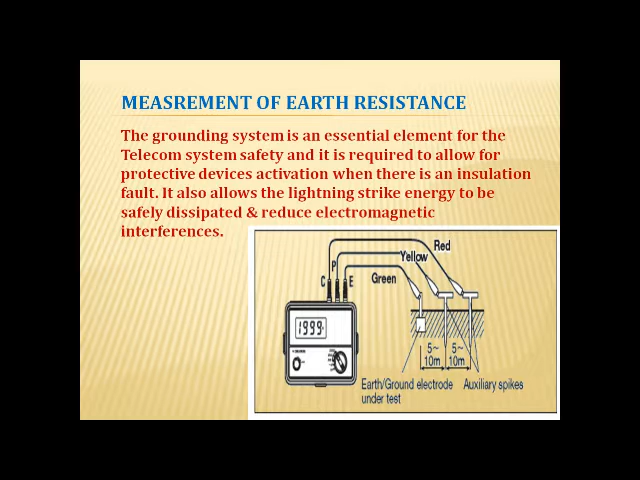 MEASREMENT OF EARTH RESISTANCE
The grounding system is an essential element for the
Telecom system safety and it is required to allow for
protective devices activation when there is an insulation
fault. It also allows the lightning strike energy to be
safely dissipated & reduce electromagnetic
interferences.
Red
Yellow
Green
C P E
1999
5~
10m
5~
10m
Earth/Ground electrode
under test
Auxiliary spikes